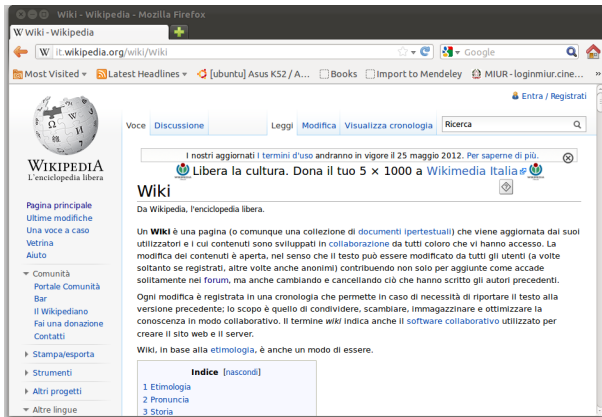 Wiki - Wikipedia - Mozilla Firefox
W Wiki - Wikipedia
W it.wikipedia.org/wiki/Wiki Google
Most Visited Latest Headlines [ubuntu] Asus K52 / A... Books Import to Mendeley MIUR - loginmiur.cine... »
Entra / Registrati
Voce Discussione Leggi Modifica Visualizza cronologia Ricerca
I nostri aggiornati I termini d'uso andranno in vigore il 25 maggio 2012. Per saperne di più.
Libera la cultura. Dona il tuo 5 × 1000 a Wikimedia Italia
WIKIPEDIA
L'enciclopedia libera
Pagina principale
Ultime modifiche
Una voce a caso
Vetrina
Aiuto
Comunità
Portale Comunità
Bar
Il Wikipediano
Fai una donazione
Contatti
Stampa/esporta
Strumenti
Altri progetti
Altre lingue
Wiki
Da Wikipedia, l'enciclopedia libera.
Un Wiki è una pagina (o comunque una collezione di documenti ipertestuali) che viene aggiornata dai suoi
utilizzatori e i cui contenuti sono sviluppati in collaborazione da tutti coloro che vi hanno accesso. La
modifica dei contenuti è aperta, nel senso che il testo può essere modificato da tutti gli utenti (a volte
soltanto se registrati, altre volte anche anonimi) contribuendo non solo per aggiunte come accade
solitamente nei forum, ma anche cambiando e cancellando ciò che hanno scritto gli autori precedenti.
Ogni modifica è registrata in una cronologia che permette in caso di necessità di riportare il testo alla
versione precedente; lo scopo è quello di condividere, scambiare, immagazzinare e ottimizzare la
conoscenza in modo collaborativo. Il termine wiki indica anche il software collaborativo utilizzato per
creare il sito web e il server.
Wiki, in base alla etimologia, è anche un modo di essere.
Indice [nascondi]
1 Etimologia
2 Pronuncia
3 Storia